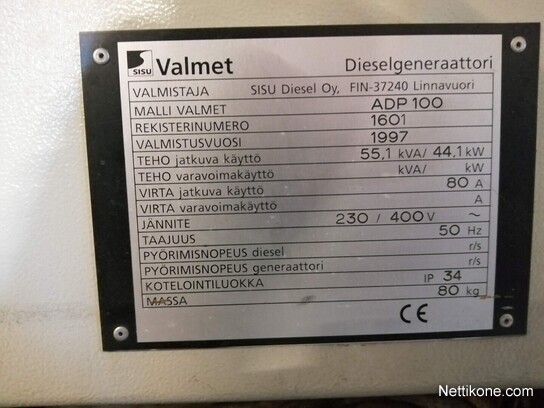 SISU Valmet Dieselgeneraattori
VALMISTAJA SISU Diesel Oy, FIN-37240 Linnavuori
MALLI VALMET ADP 100
REKISTERINUMERO 1601
VALMISTUSVUOSI 1997
TEHO jatkuva käyttö 55,1 kVA/ 44,1 kW
TEHO varavoimakäyttö kVA/ kW
VIRTA jatkuva käyttö 80 A
VIRTA varavoimakäyttö A
JÄNNITE 230 / 400 V ~
TAAJUUS 50 Hz
PYÖRIMISNOPEUS diesel r/s
PYÖRIMISNOPEUS generaattori r/s
KOTELOINTILUOKKA IP 34
MASSA 80 kg
CE
Nettikone.com